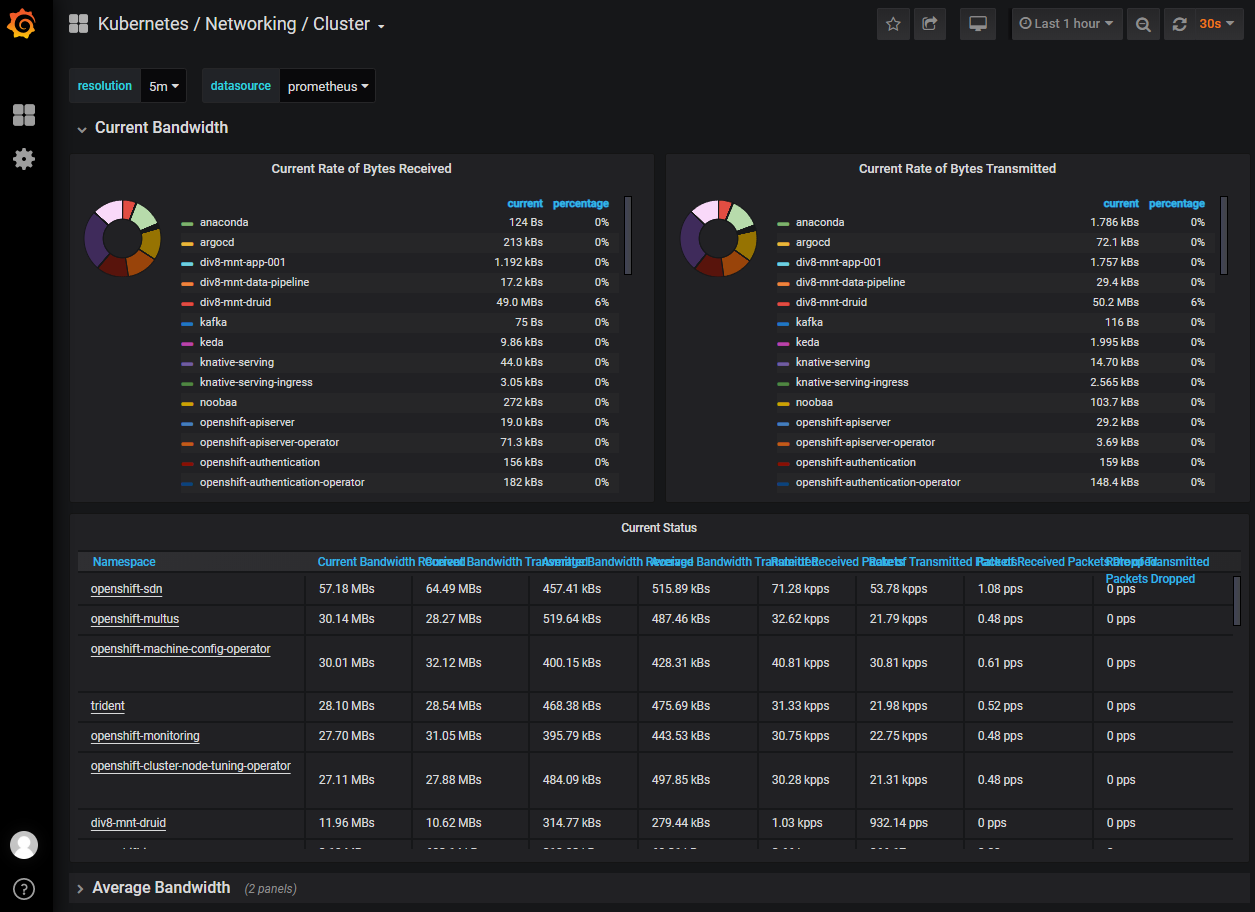 Kubernetes / Networking / Cluster
Last 1 hour
30s
resolution 5m datasource prometheus
Current Bandwidth
Current Rate of Bytes Received
current percentage
anaconda 124 Bs 0%
argocd 213 kBs 0%
div8-mnt-app-001 1.192 kBs 0%
div8-mnt-data-pipeline 17.2 kBs 0%
div8-mnt-druid 49.0 MBs 6%
kafka 75 Bs 0%
keda 9.86 kBs 0%
knative-serving 44.0 kBs 0%
knative-serving-ingress 3.05 kBs 0%
noobaa 272 kBs 0%
openshift-apiserver 19.0 kBs 0%
openshift-apiserver-operator 71.3 kBs 0%
openshift-authentication 156 kBs 0%
openshift-authentication-operator 182 kBs 0%
Current Rate of Bytes Transmitted
current percentage
anaconda 1.786 kBs 0%
argocd 72.1 kBs 0%
div8-mnt-app-001 1.757 kBs 0%
div8-mnt-data-pipeline 29.4 kBs 0%
div8-mnt-druid 50.2 MBs 6%
kafka 116 Bs 0%
keda 1.995 kBs 0%
knative-serving 14.70 kBs 0%
knative-serving-ingress 2.565 kBs 0%
noobaa 103.7 kBs 0%
openshift-apiserver 29.2 kBs 0%
openshift-apiserver-operator 3.69 kBs 0%
openshift-authentication 159 kBs 0%
openshift-authentication-operator 148.4 kBs 0%
Current Status
Namespace Current Bandwidth Received Current Bandwidth Transmitted Average Bandwidth Received Average Bandwidth Transmitted Rate of Received Packets Rate of Transmitted Packets Rate of Received Packets Dropped Rate of Transmitted
Packets Dropped
openshift-sdn 57.18 MBs 64.49 MBs 457.41 kBs 515.89 kBs 71.28 kpps 53.78 kpps 1.08 pps 0 pps
openshift-multus 30.14 MBs 28.27 MBs 519.64 kBs 487.46 kBs 32.62 kpps 21.79 kpps 0.48 pps 0 pps
openshift-machine-config-operator 30.01 MBs 32.12 MBs 400.15 kBs 428.31 kBs 40.81 kpps 30.81 kpps 0.61 pps 0 pps
trident 28.10 MBs 28.54 MBs 468.38 kBs 475.69 kBs 31.33 kpps 21.98 kpps 0.52 pps 0 pps
openshift-monitoring 27.70 MBs 31.05 MBs 395.79 kBs 443.53 kBs 30.75 kpps 22.75 kpps 0.48 pps 0 pps
openshift-cluster-node-tuning-operator 27.11 MBs 27.88 MBs 484.09 kBs 497.85 kBs 30.28 kpps 21.31 kpps 0.48 pps 0 pps
div8-mnt-druid 11.96 MBs 10.62 MBs 314.77 kBs 279.44 kBs 1.03 kpps 932.14 pps 0 pps 0 pps
Average Bandwidth (2 panels)